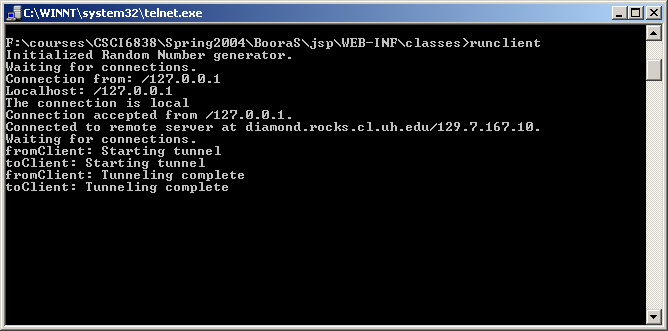 C:\WINNT\system32\telnet.exe
F:\courses\CSCI6838\Spring2004\BooraS\jsp\WEB-INF\classes>runclient
Initialized Random Number generator.
Waiting for connections.
Connection from: /127.0.0.1
Localhost: /127.0.0.1
The connection is local
Connection accepted from /127.0.0.1.
Connected to remote server at diamond.rocks.cl.uh.edu/129.7.167.10.
Waiting for connections.
fromClient: Starting tunnel
toClient: Starting tunnel
fromClient: Tunneling complete
toClient: Tunneling complete